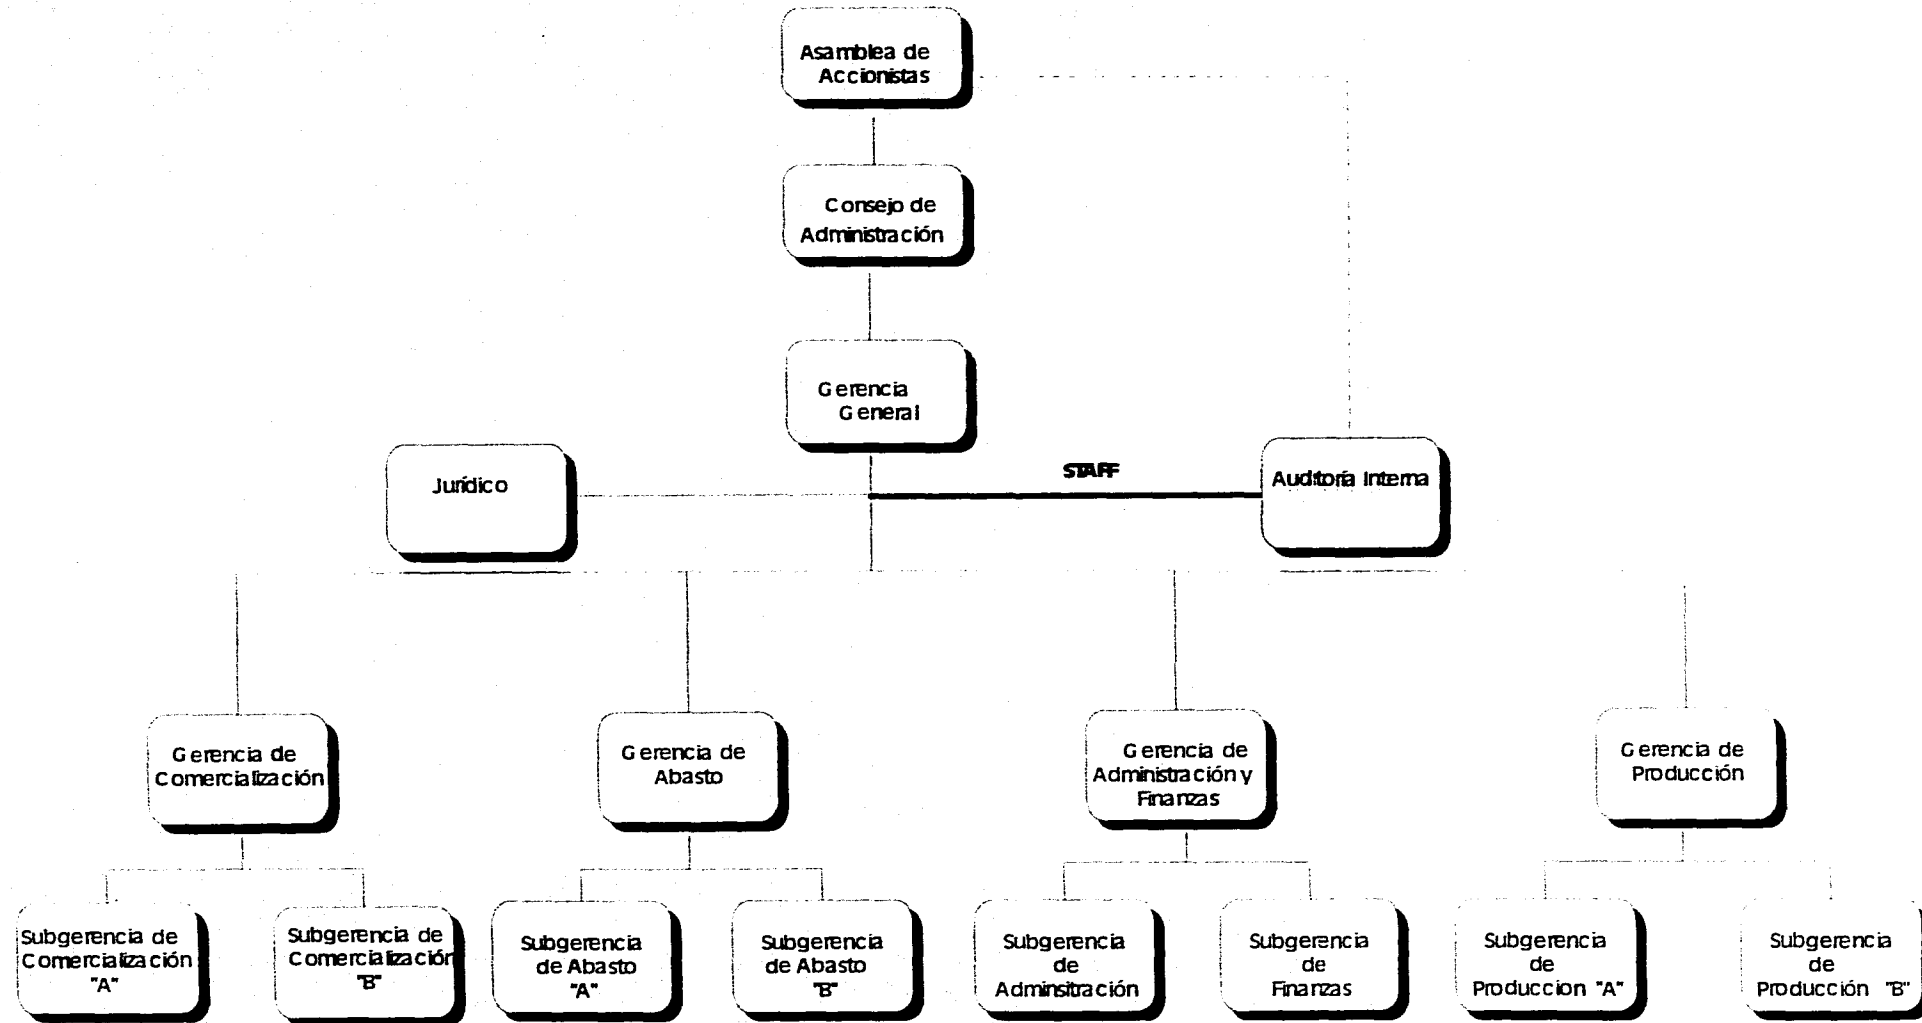 Asamblea de
Accionistas
Consejo de
Administración
Gerencia
General
Jurídico
STAFF
Auditoría Interna
Gerencia de
Comercialización
Gerencia de
Abasto
Gerencia de
Administración y
Finanzas
Gerencia de
Producción
Subgerencia de
Comercialización
"A"
Subgerencia de
Comercialización
"B"
Subgerencia
de Abasto
"A"
Subgerencia
de Abasto
"B"
Subgerencia
de
Adminsitración
Subgerencia
de
Finanzas
Subgerencia
de
Produccion "A"
Subgerencia
de
Producción "B"